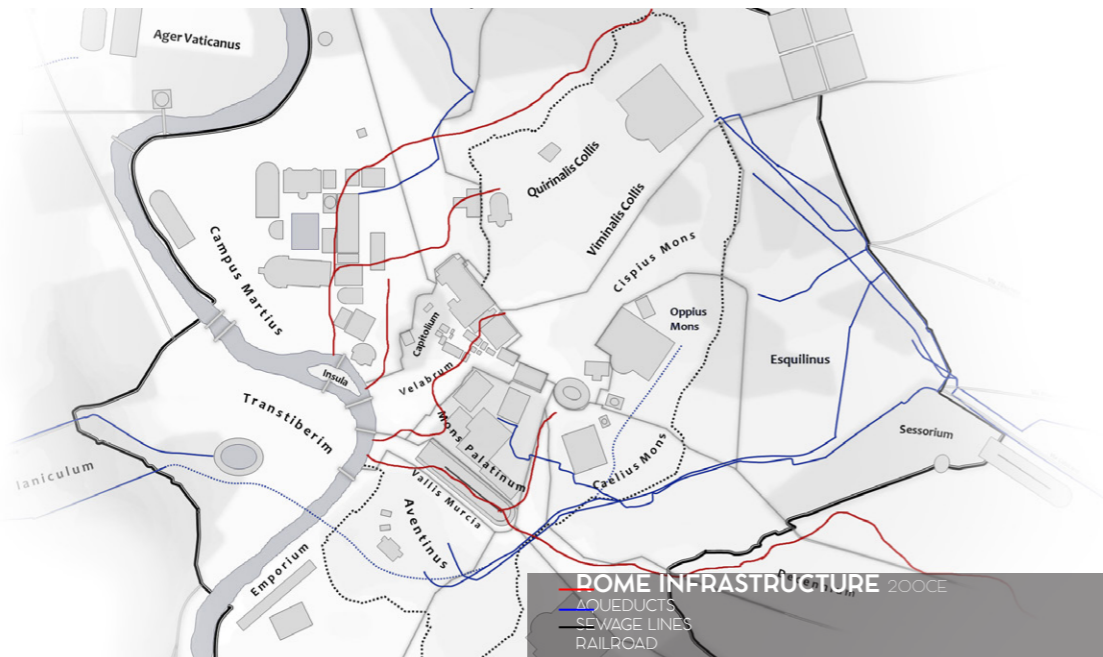 Ager Vaticanus
Quirinalis Collis
Viminalis Collis
Campus Martius
Cispius Mons
Oppius
Mons
Capitolium
Esquilinus
Insula
Velabrum
Transtiberim
Mons Palatinum
Sessorium
Ianiculum
Caelius Mons
Vallis Murcia
Aventinus
Emporium
ROME INFRASTRUCTURE 200CE
AQUEDUCTS
SEWAGE LINES
RAILROAD